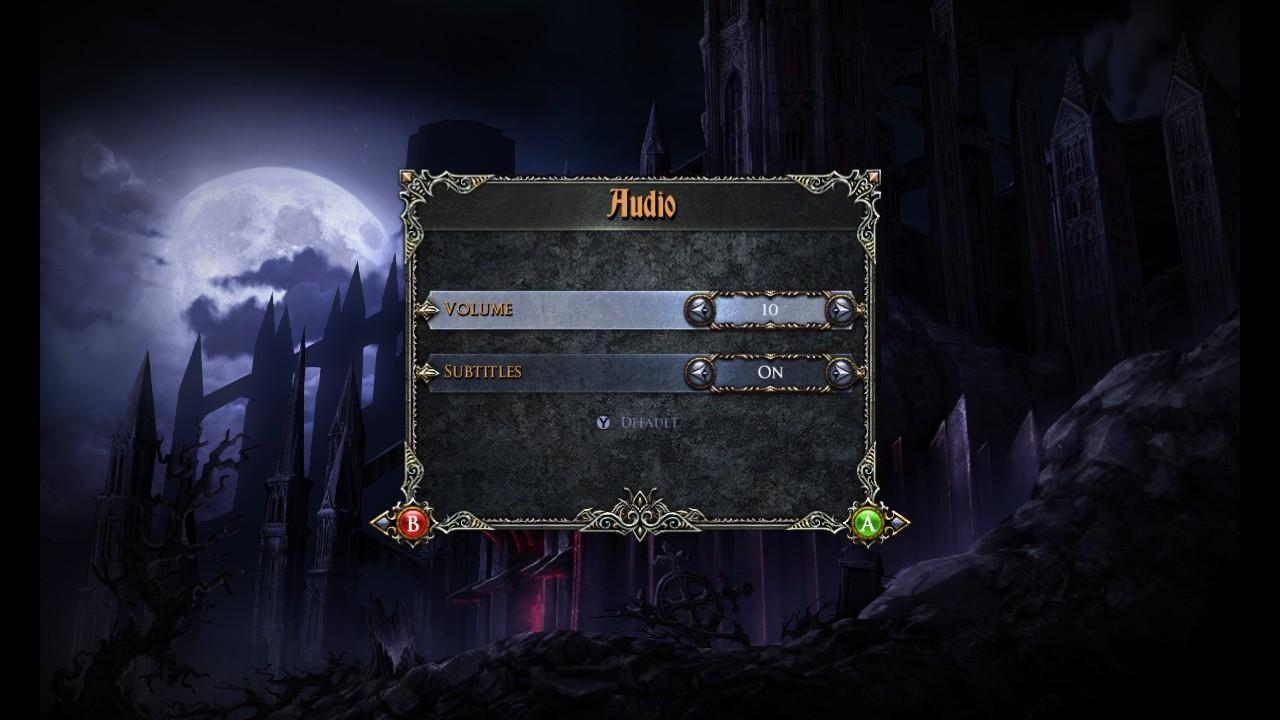 Audio
Volume 10
Subtitles On
Y Default
B A